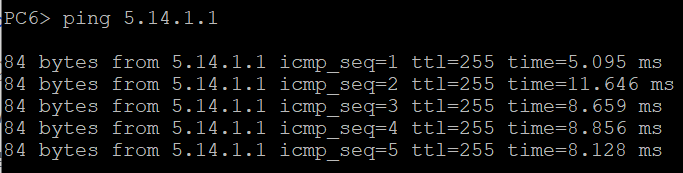 PC6> ping 5.14.1.1
84 bytes from 5.14.1.1 icmp_seq=1 ttl=255 time=5.095 ms
84 bytes from 5.14.1.1 icmp_seq=2 ttl=255 time=11.646 ms
84 bytes from 5.14.1.1 icmp_seq=3 ttl=255 time=8.659 ms
84 bytes from 5.14.1.1 icmp_seq=4 ttl=255 time=8.856 ms
84 bytes from 5.14.1.1 icmp_seq=5 ttl=255 time=8.128 ms